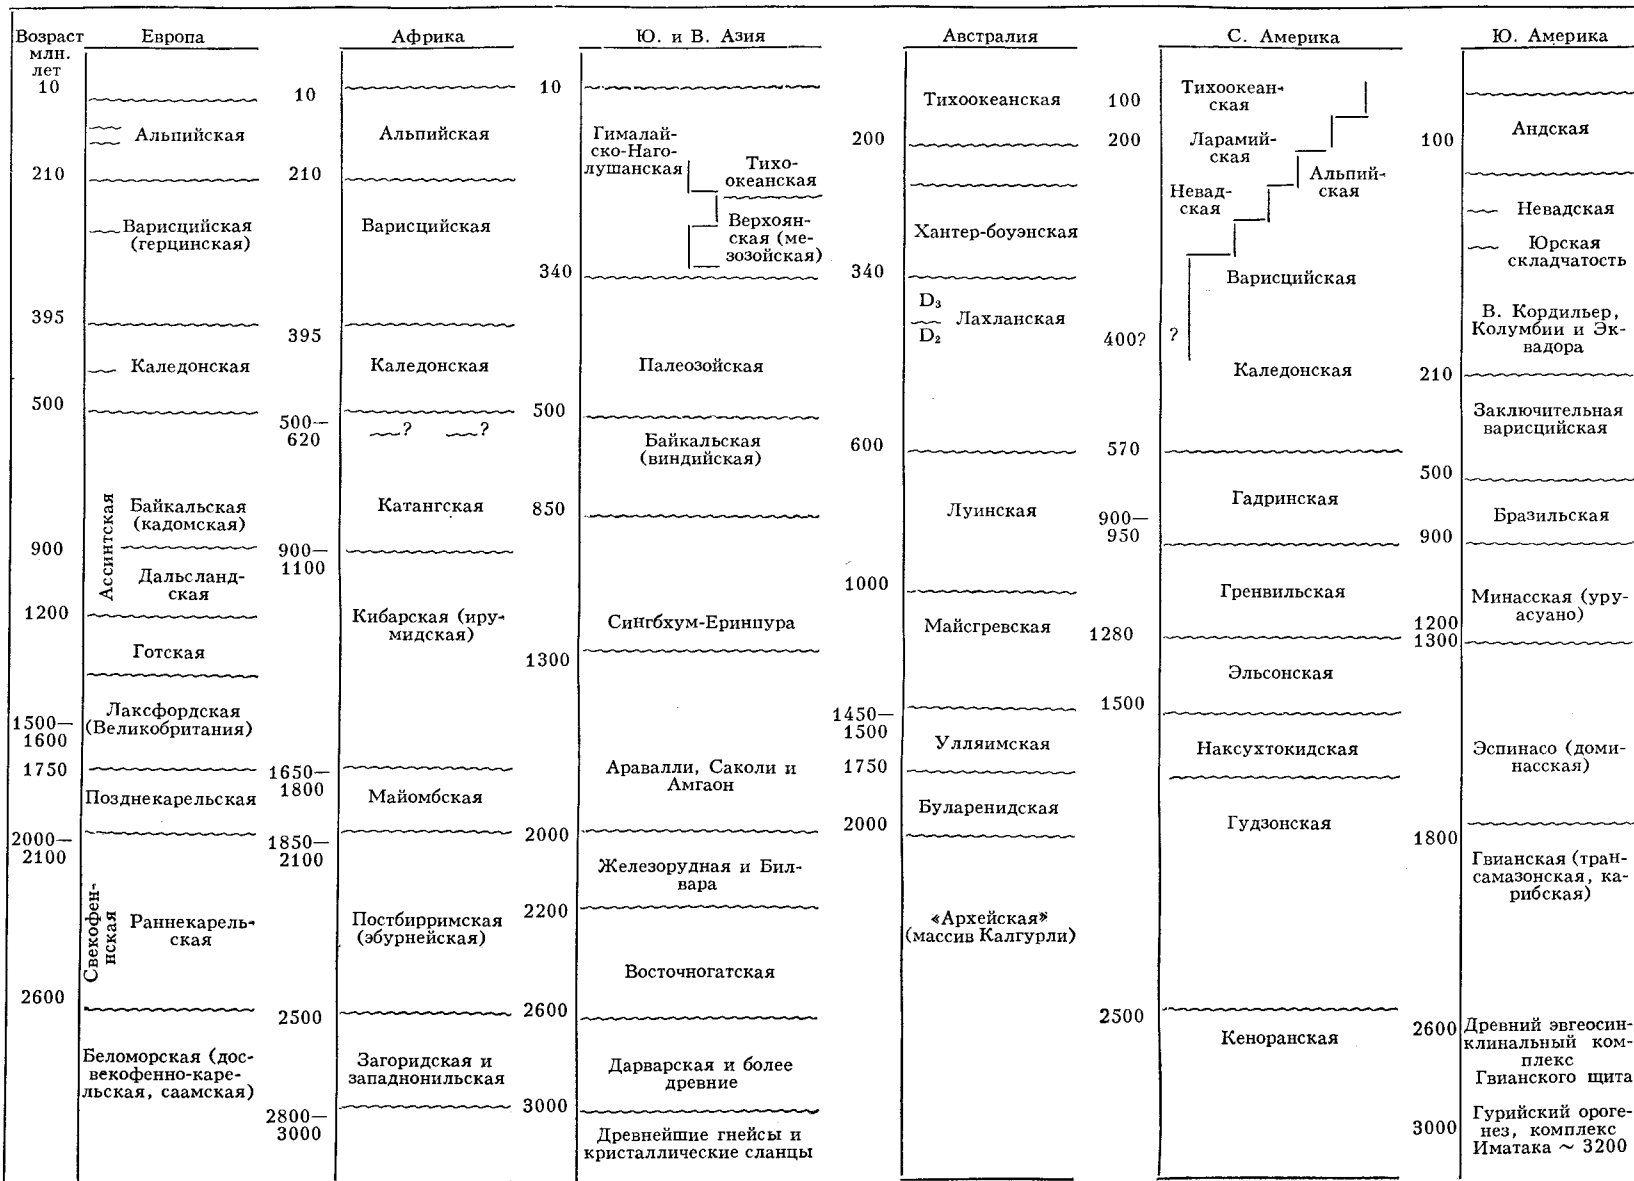 Возраст
млн.
лет
10
210
395
500
900
1200
1500—
1600
1750
2000—
2100
2600
Европа
Альпийская
Варисцийская
(герцинская)
Каледонская
Ассинтская
Байкальская
(кадомская)
Дальсланд-
ская
Готская
Лаксфордская
(Великобритания)
Позднекарельская
Свекофен-
нская
Раннекарель-
ская
Беломорская (дос-
векофенно-каре-
льская, саамская)
10
210
395
500—
620
900—
1100
1650—
1800
1850—
2100
2500
2800—
3000
Африка
Альпийская
Варисцийская
Каледонская
? ?
Катангская
Кибарская (иру-
мидская)
Майомбская
Постбирримская
(эбурнейская)
Загоридская и
западнонильская
10
340
500
850
1300
2000
2200
2600
3000
Ю. и В. Азия
Гималай-
ско-Наго-
лушанская
Тихо-
океанская
Верхоян-
ская (ме-
зозойская)
Палеозойская
Байкальская
(виндийская)
Сингбхум-Еринпура
Аравалли, Саколи и
Амгаон
Железорудная и Бил-
вара
Восточногатская
Дарварская и более
древние
Древнейшие гнейсы и
кристаллические сланцы
200
340
600
1000
1450—
1500
1750
2000
Австралия
Тихоокеанская
Хантер-боуэнская
D₃
Лахланская
D₂
Луинская
Майсгревская
Улляимская
Буларенидская
«Архейская»
(массив Калгурли)
100
200
400?
570
900—
950
1280
1500
2500
С. Америка
Тихоокеан-
ская
Ларамий-
ская
Альпий-
ская
Невад-
ская
Варисцийская
?
Каледонская
Гадринская
Гренвильская
Эльсонская
Наксухтокидская
Гудзонская
Кеноранская
100
210
500
900
1200
1300
1800
2600
3000
Ю. Америка
Андская
Невадская
Юрская
складчатость
В. Кордильер,
Колумбии и Эк-
вадора
Заключительная
варисцийская
Бразильская
Минасская (уру-
асуано)
Эспинасо (доми-
насская)
Гвианская (тран-
самазонская, ка-
рибская)
Древний эвгеосин-
клинальный ком-
плекс
Гвианского щита
Гурийский ороге-
нез, комплекс
Иматака ~ 3200